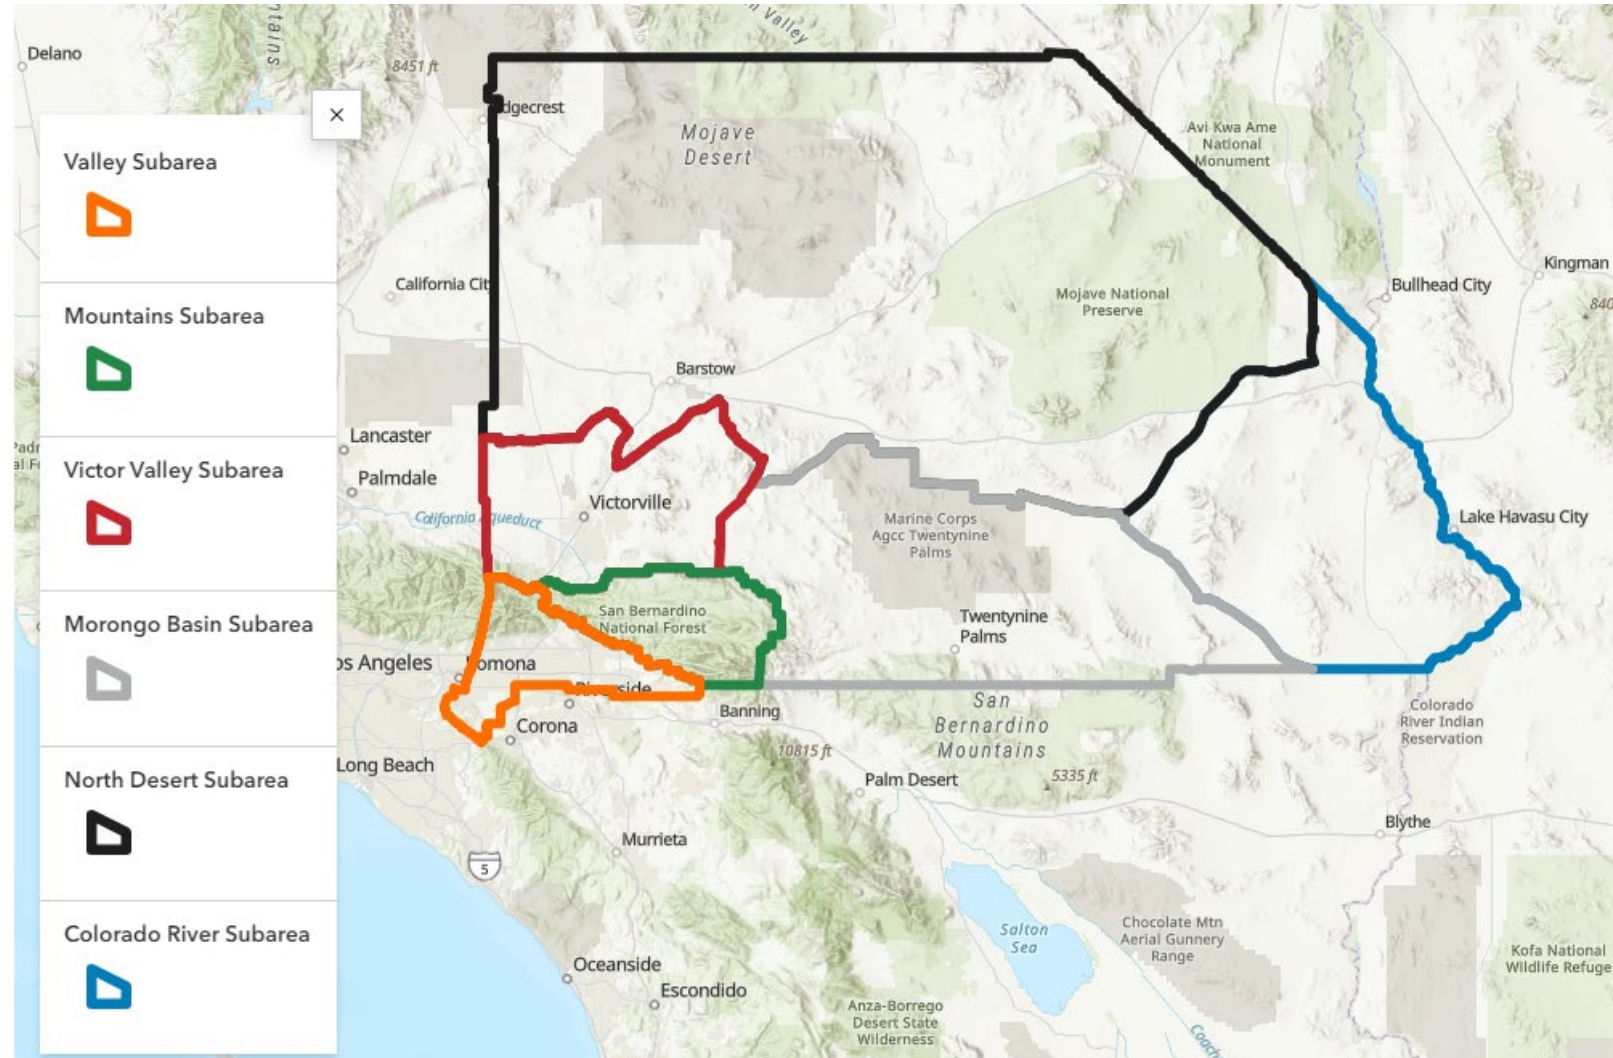 Delano
8451 ft
Valley
dgecrest
Mojave
Desert
Avi Kwa Ame
National
Monument
Valley Subarea
Mountains Subarea
Victor Valley Subarea
Morongo Basin Subarea
North Desert Subarea
Colorado River Subarea
California Cit
Kingman
Bullhead City
840
Mojave National
Preserve
Barstow
Lancaster
Palmdale
California Aqueduct
Victorville
Marine Corps
Agcc Twentynine
Palms
Lake Havasu City
San Bernardino
National Forest
Twentynine
Palms
os Angeles
Pomona
Riverside
Banning
Corona
San
Bernardino
Mountains
Colorado
River Indian
Reservation
10815 ft
Long Beach
Palm Desert
5335 ft
Blythe
Murrieta
5
Salton
Sea
Chocolate Mtn
Aerial Gunnery
Range
Kofa National
Wildlife Refuge
Oceanside
Escondido
Anza-Borrego
Desert State
Wilderness
Coach